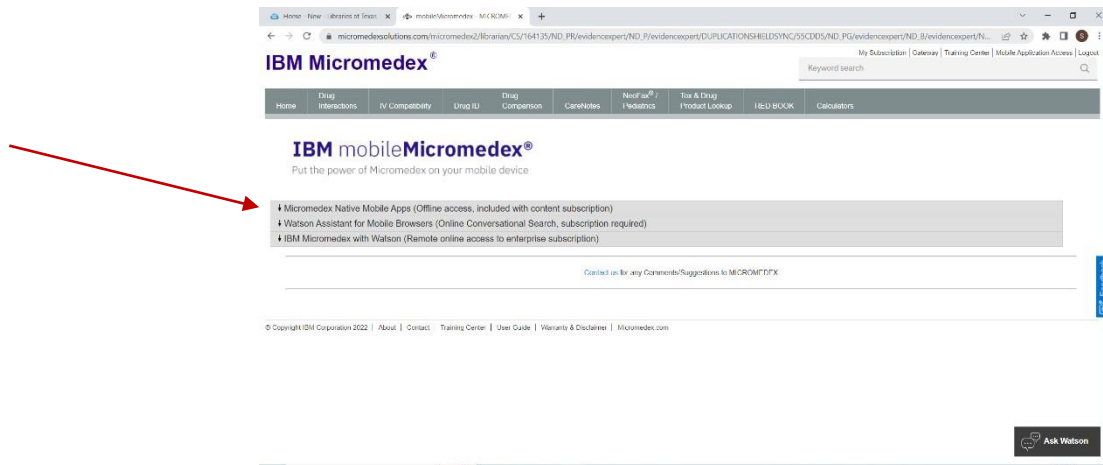 Home - New - Libraries at Texas
mobileMicromedex - MICROME
micromedexsolutions.com/micromedex2/librarian/CS/164135/ND_PR/evidencexpert/ND_P/evidencexpert/DUPLICATIONSHIELDSYNC/55CDD5/ND_PG/evidencexpert/ND_B/evidencexpert/N...
My Subscription | Gateway | Training Center | Mobile Application Access | Logout
IBM Micromedex®
Keyword search
Home
Drug Interactions
IV Compatibility
Drug ID
Drug Comparison
CareNotes
NeoFax® / Pediatrics
Tox & Drug Product Lookup
RED BOOK
Calculators
IBM mobileMicromedex®
Put the power of Micromedex on your mobile device
Micromedex Native Mobile Apps (Offline access, included with content subscription)
Watson Assistant for Mobile Browsers (Online Conversational Search, subscription required)
IBM Micromedex with Watson (Remote online access to enterprise subscription)
Contact us for any Comments/Suggestions to MICROMEDEX
© Copyright IBM Corporation 2022 | About | Contact | Training Center | User Guide | Warranty & Disclaimer | Micromedex.com
Ask Watson